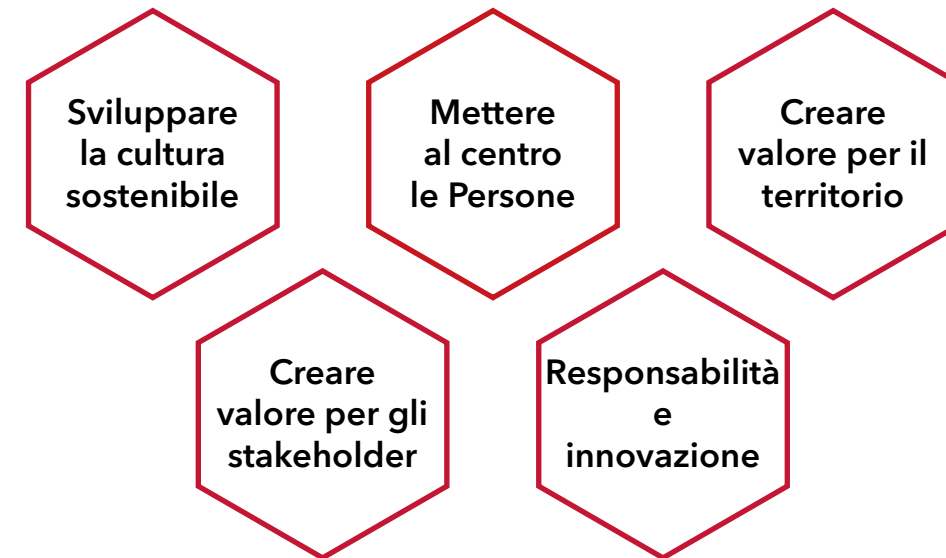 Sviluppare
la cultura
sostenibile
Mettere
al centro
le Persone
Creare
valore per il
territorio
Creare
valore per gli
stakeholder
Responsabilità
e
innovazione